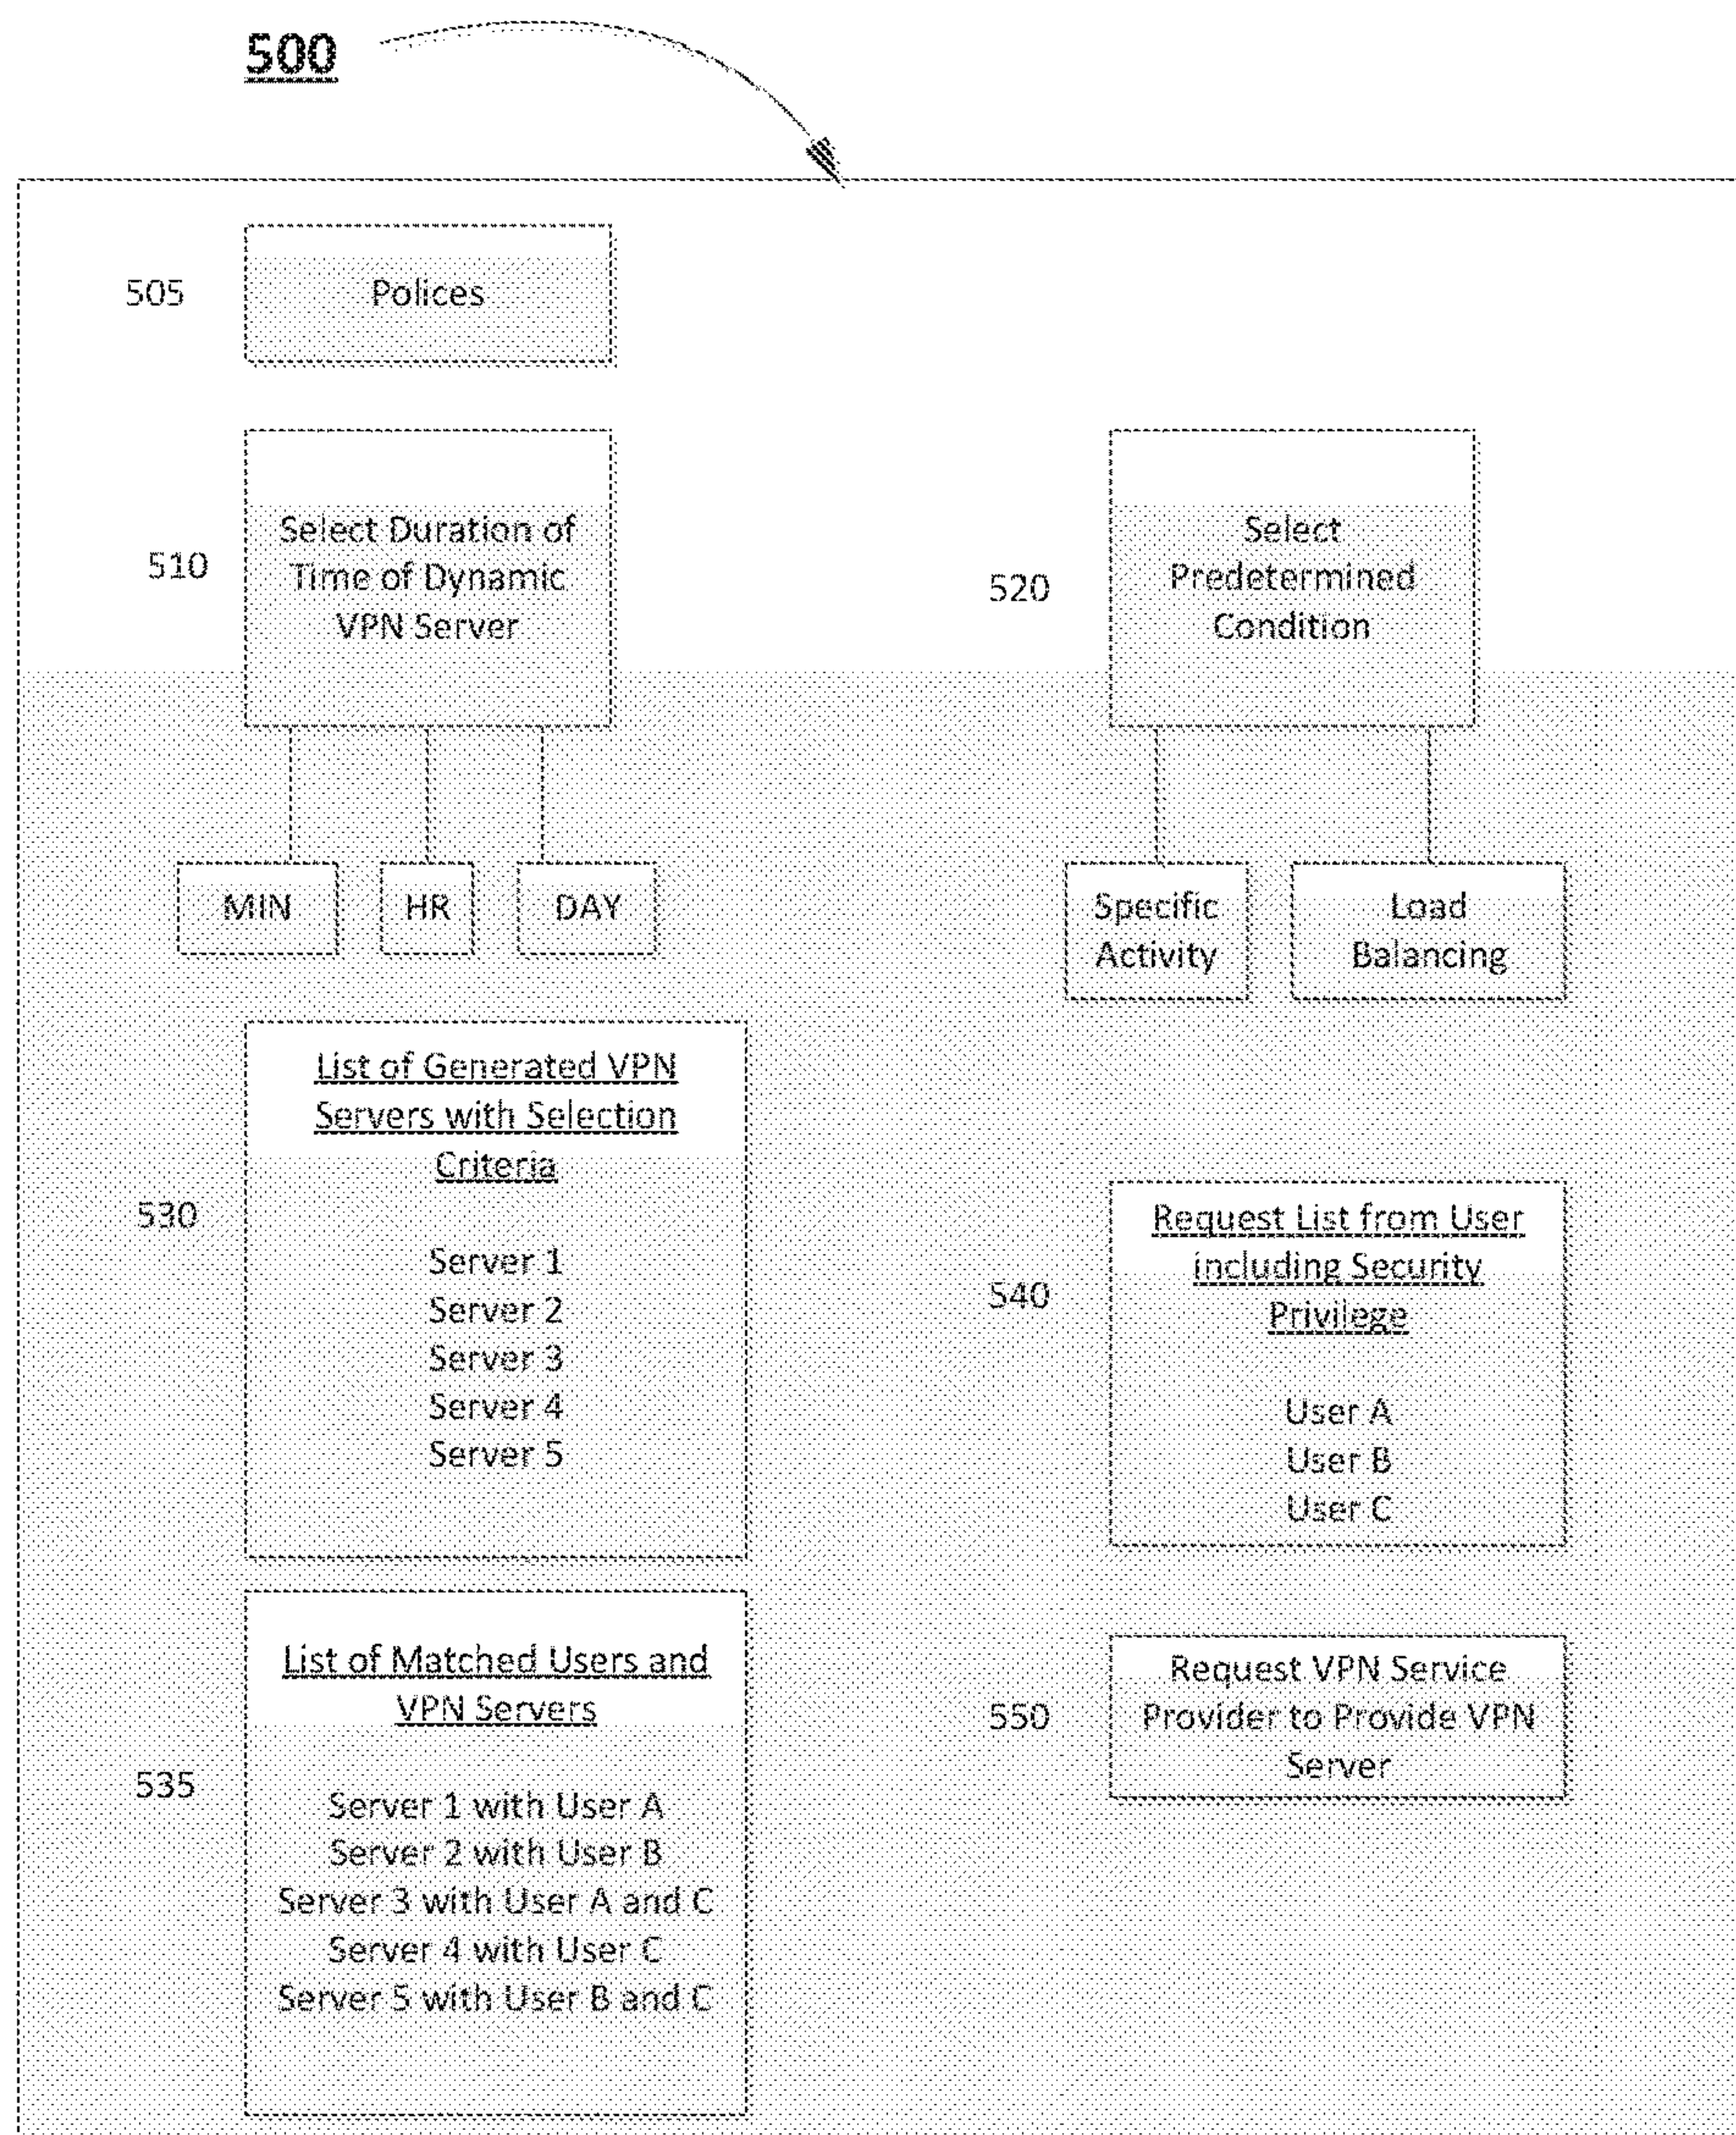 500
505
Polices
510
Select Duration of
Time of Dynamic
VPN Server
520
Select
Predetermined
Condition
MIN
HR
DAY
Specific
Activity
Load
Balancing
530
List of Generated VPN
Servers with Selection
Criteria
Server 1
Server 2
Server 3
Server 4
Server 5
540
Request List from User
including Security
Privilege
User A
User B
User C
535
List of Matched Users and
VPN Servers
Server 1 with User A
Server 2 with User B
Server 3 with User A and C
Server 4 with User C
Server 5 with User B and C
550
Request VPN Service
Provider to Provide VPN
Server